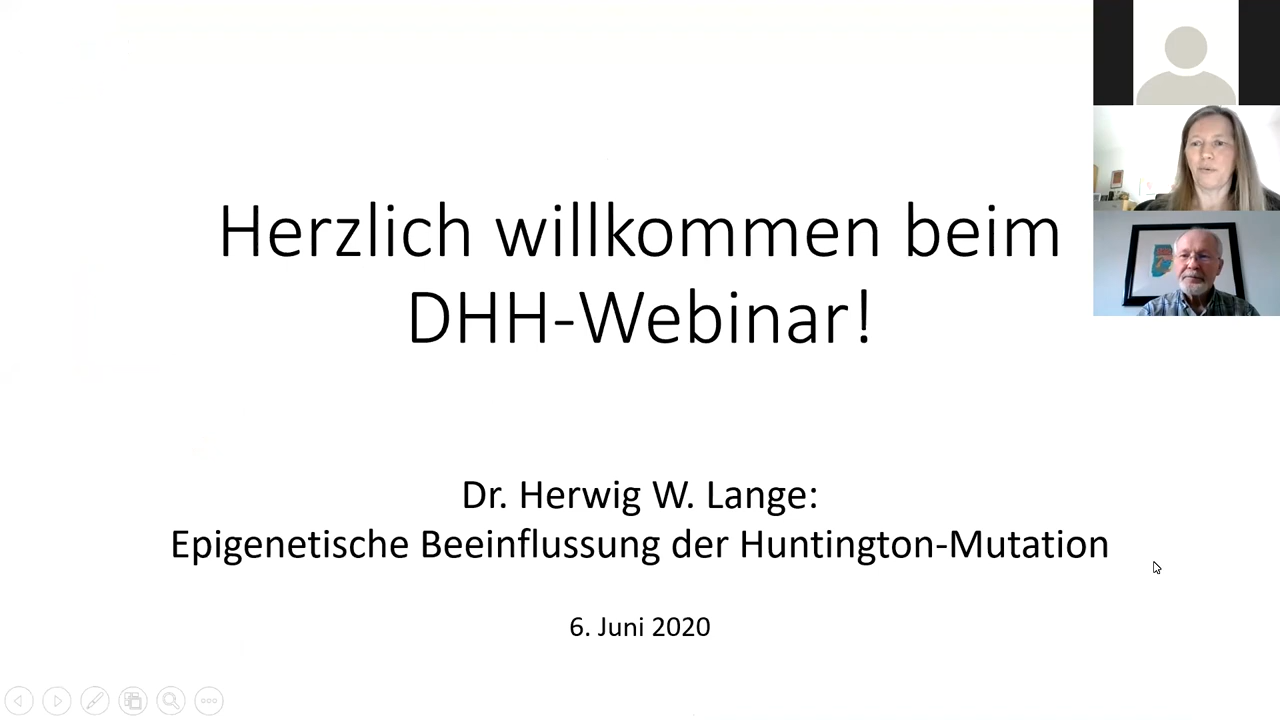 Herzlich willkommen beim
DHH-Webinar!
Dr. Herwig W. Lange:
Epigenetische Beeinflussung der Huntington-Mutation
6. Juni 2020